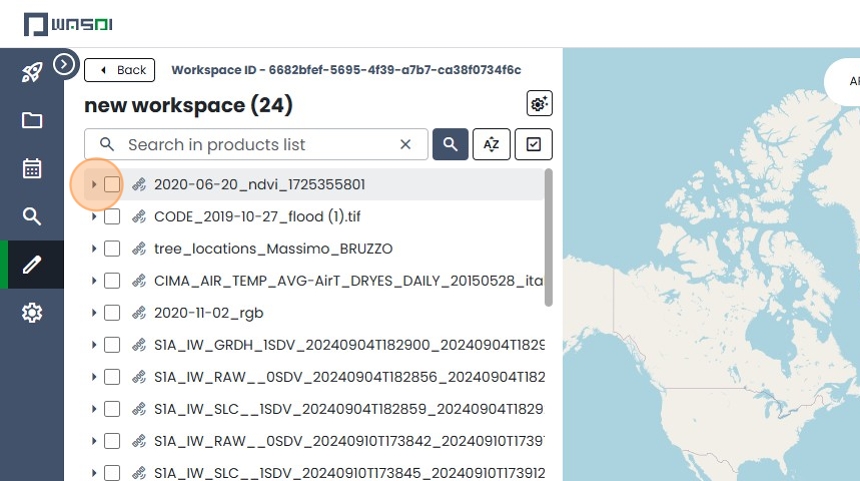 WASDI
Back
Workspace ID - 6682bfef-5695-4f39-a7b7-ca38f0734f6c
new workspace (24)
Search in products list
AZ
2020-06-20_ndvi_1725355801
CODE_2019-10-27_flood (1).tif
tree_locations_Massimo_BRUZZO
CIMA_AIR_TEMP_AVG-AirT_DRYES_DAILY_20150528_ita
2020-11-02_rgb
S1A_IW_GRDH_1SDV_20240904T182900_20240904T1829
S1A_IW_RAW__0SDV_20240904T182856_20240904T182
S1A_IW_SLC__1SDV_20240904T182859_20240904T1829
S1A_IW_RAW__0SDV_20240910T173842_20240910T1739
S1A_IW_SLC__1SDV_20240910T173845_20240910T173912